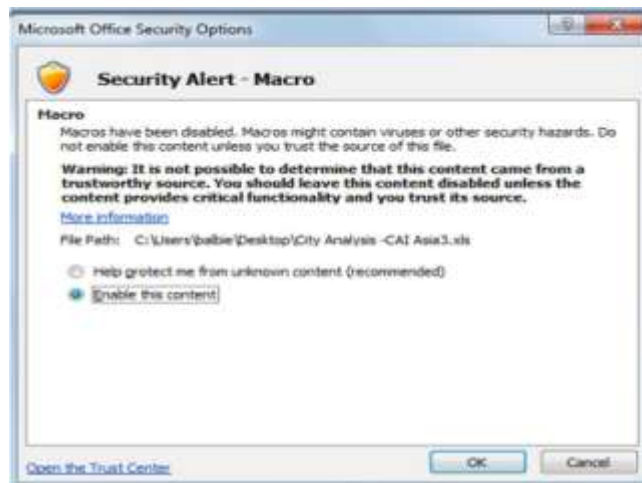 Microsoft Office Security Options
Security Alert - Macro
Macro
Macros have been disabled. Macros might contain viruses or other security hazards. Do
not enable this content unless you trust the source of this file.
Warning: It is not possible to determine that this content came from a
trustworthy source. You should leave this content disabled unless the
content provides critical functionality and you trust its source.
More information
File Path: C:\Users\balbie\Desktop\City Analysis -CAI Asia3.xls
Help protect me from unknown content (recommended)
Enable this content
Open the Trust Center
OK Cancel